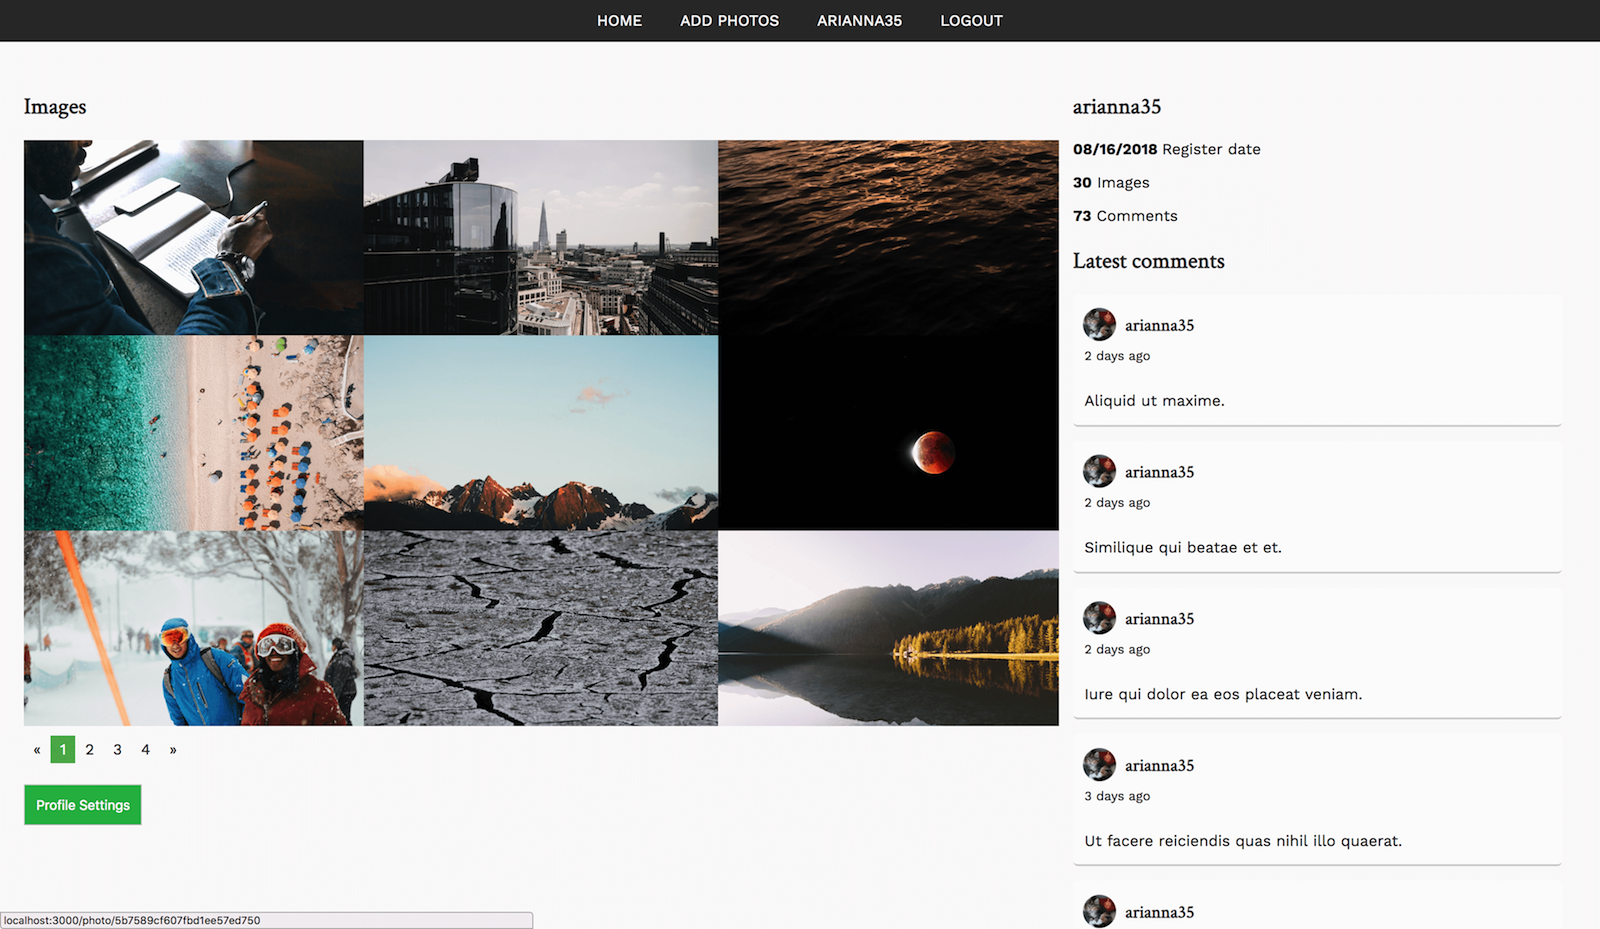 HOME ADD PHOTOS ARIANNA35 LOGOUT
Images
« 1 2 3 4 »
Profile Settings
arianna35
08/16/2018 Register date
30 Images
73 Comments
Latest comments
arianna35
2 days ago
Aliquid ut maxime.
arianna35
2 days ago
Similique qui beatae et et.
arianna35
2 days ago
Iure qui dolor ea eos placeat veniam.
arianna35
3 days ago
Ut facere reiciendis quas nihil illo quaerat.
arianna35
localhost:3000/photo/5b7589cf607fbd1ee57ed750